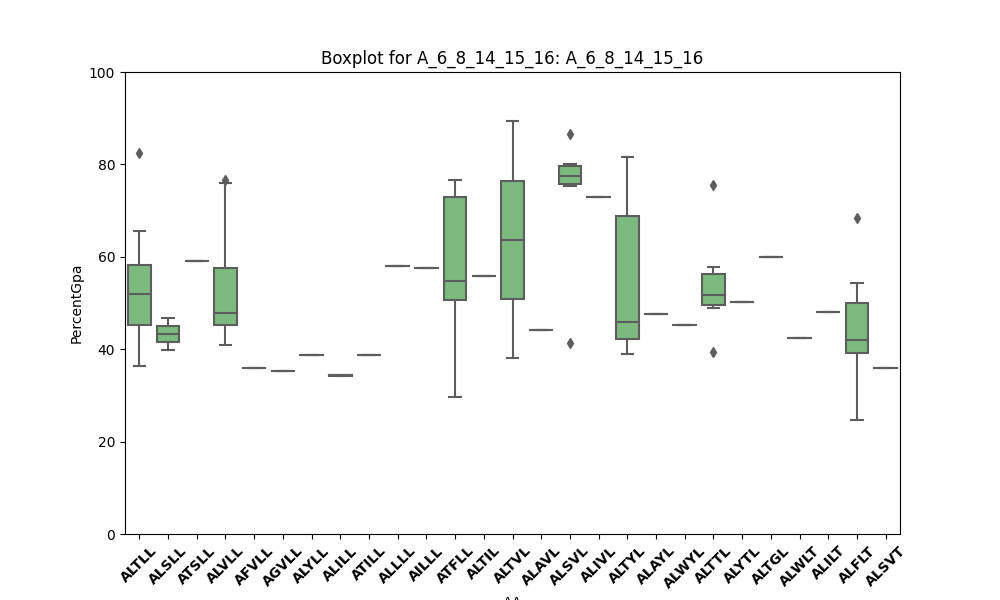 Boxplot for A_6_8_14_15_16: A_6_8_14_15_16
100
80
60
40
20
0
PercentGpa
ALTLL ALSLL ATSLL ALVLL AFVLL AGVLL ALYLL ALILL ATILL ALLLL AILLL ATFLL ALTIL ALTVL ALAVL ALSVL ALIVL ALTYL ALAYL ALWYL ALTTL ALYTL ALTGL ALWLT ALILT ALFLT ALSVT